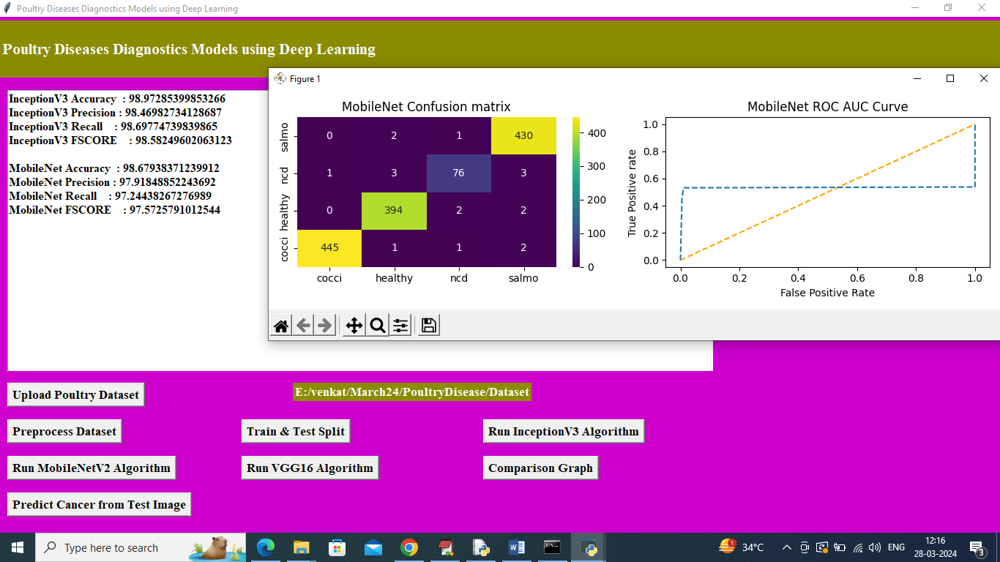 Poultry Diseases Diagnostics Models using Deep Learning
Poultry Diseases Diagnostics Models using Deep Learning
InceptionV3 Accuracy : 98.97285399853266
InceptionV3 Precision : 98.46982734128687
InceptionV3 Recall : 98.69774739839865
InceptionV3 FSCORE : 98.58249602063123
MobileNet Accuracy : 98.67938371239912
MobileNet Precision : 97.91848852243692
MobileNet Recall : 97.24438267276989
MobileNet FSCORE : 97.5725791012544
Figure 1
MobileNet Confusion matrix
salmo 0 2 1 430
ncd 1 3 76 3
healthy 0 394 2 2
cocci 445 1 1 2
cocci healthy ncd salmo
400
300
200
100
0
MobileNet ROC AUC Curve
True Positive rate
1.0
0.8
0.6
0.4
0.2
0.0
0.0 0.2 0.4 0.6 0.8 1.0
False Positive Rate
Upload Poultry Dataset
E:/venkat/March24/PoultryDisease/Dataset
Preprocess Dataset
Train & Test Split
Run InceptionV3 Algorithm
Run MobileNetV2 Algorithm
Run VGG16 Algorithm
Comparison Graph
Predict Cancer from Test Image
Type here to search
1
34°C
ENG
12:16
28-03-2024
3